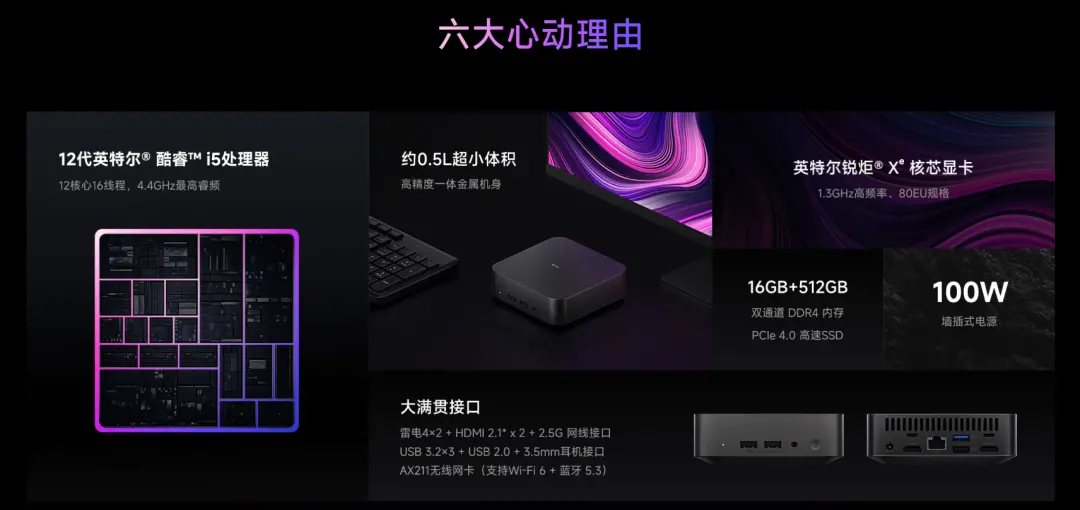 六大心动理由
12代英特尔® 酷睿™ i5处理器
12核心16线程，4.4GHz最高睿频
约0.5L超小体积
高精度一体金属机身
英特尔锐炬® Xᵉ 核芯显卡
1.3GHz高频率、80EU规格
16GB+512GB
双通道 DDR4 内存
PCIe 4.0 高速SSD
100W
墙插式电源
大满贯接口
雷电4×2 + HDMI 2.1* x 2 + 2.5G 网线接口
USB 3.2×3 + USB 2.0 + 3.5mm耳机接口
AX211无线网卡（支持Wi-Fi 6 + 蓝牙 5.3）